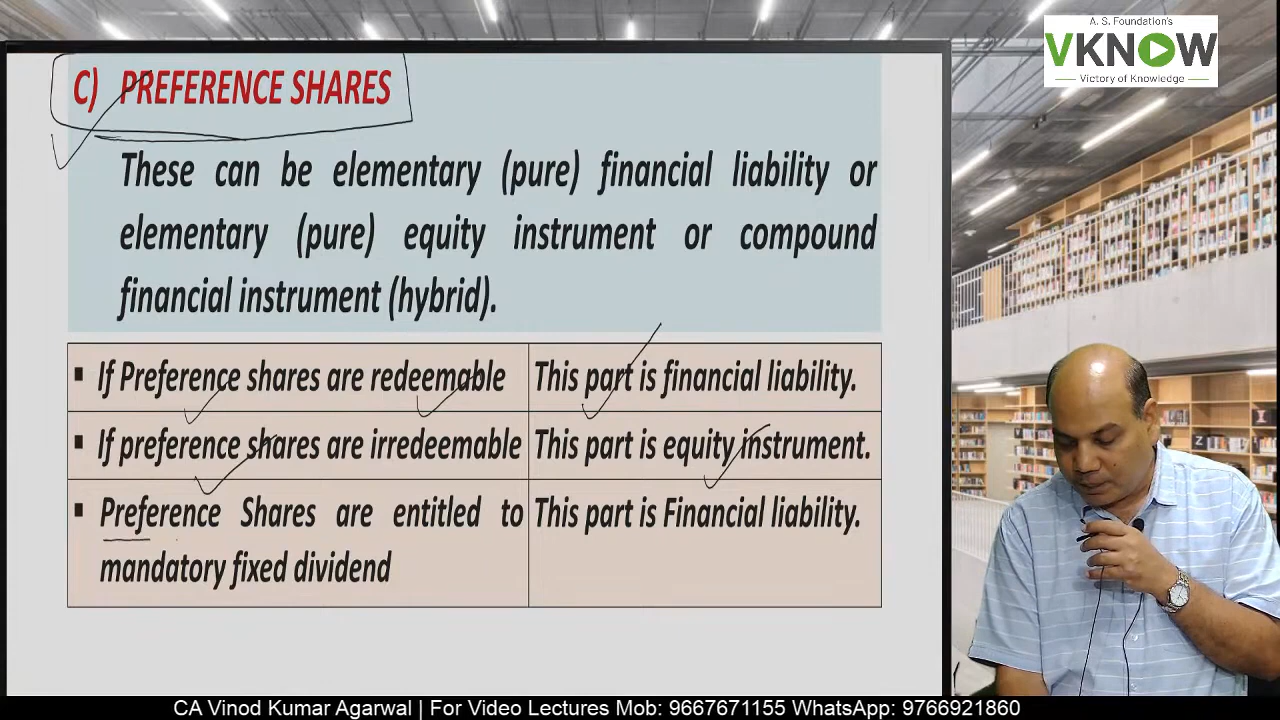 A. S. Foundation's
VKNOW
Victory of Knowledge
C) PREFERENCE SHARES
These can be elementary (pure) financial liability or
elementary (pure) equity instrument or compound
financial instrument (hybrid).
▪ If Preference shares are redeemable
This part is financial liability.
▪ If preference shares are irredeemable
This part is equity instrument.
▪ Preference Shares are entitled to
mandatory fixed dividend
This part is Financial liability.
CA Vinod Kumar Agarwal | For Video Lectures Mob: 9667671155 WhatsApp: 9766921860